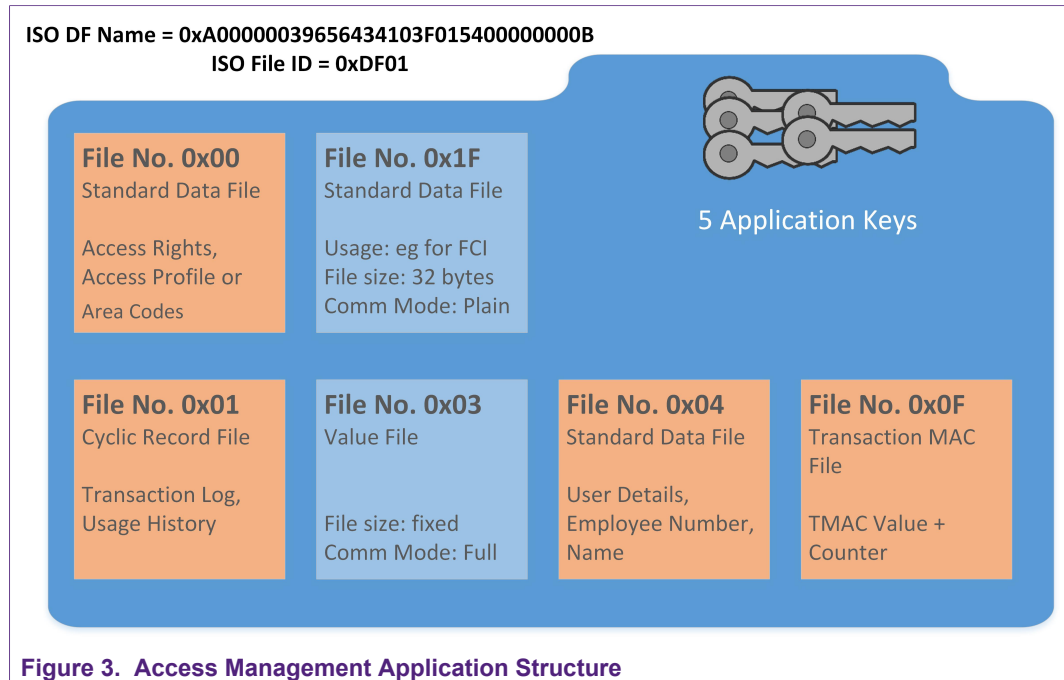 ISO DF Name = 0xA00000039656434103F015400000000B
ISO File ID = 0xDF01
5 Application Keys
File No. 0x00
Standard Data File
Access Rights,
Access Profile or
Area Codes
File No. 0x1F
Standard Data File
Usage: eg for FCI
File size: 32 bytes
Comm Mode: Plain
File No. 0x01
Cyclic Record File
Transaction Log,
Usage History
File No. 0x03
Value File
File size: fixed
Comm Mode: Full
File No. 0x04
Standard Data File
User Details,
Employee Number,
Name
File No. 0x0F
Transaction MAC
File
TMAC Value +
Counter
Figure 3. Access Management Application Structure